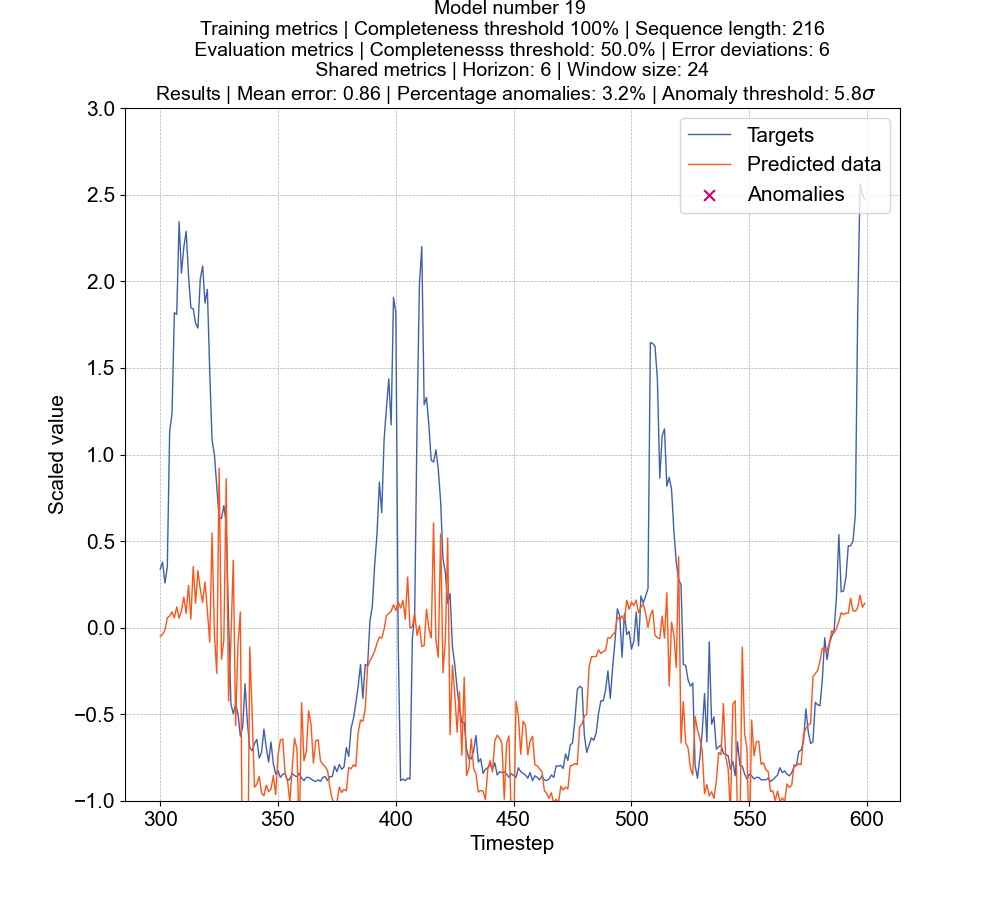 Model number 19
Training metrics | Completeness threshold 100% | Sequence length: 216
Evaluation metrics | Completenesss threshold: 50.0% | Error deviations: 6
Shared metrics | Horizon: 6 | Window size: 24
Results | Mean error: 0.86 | Percentage anomalies: 3.2% | Anomaly threshold: 5.8σ
Targets
Predicted data
Anomalies
Scaled value
3.0
2.5
2.0
1.5
1.0
0.5
0.0
−0.5
−1.0
300 350 400 450 500 550 600
Timestep